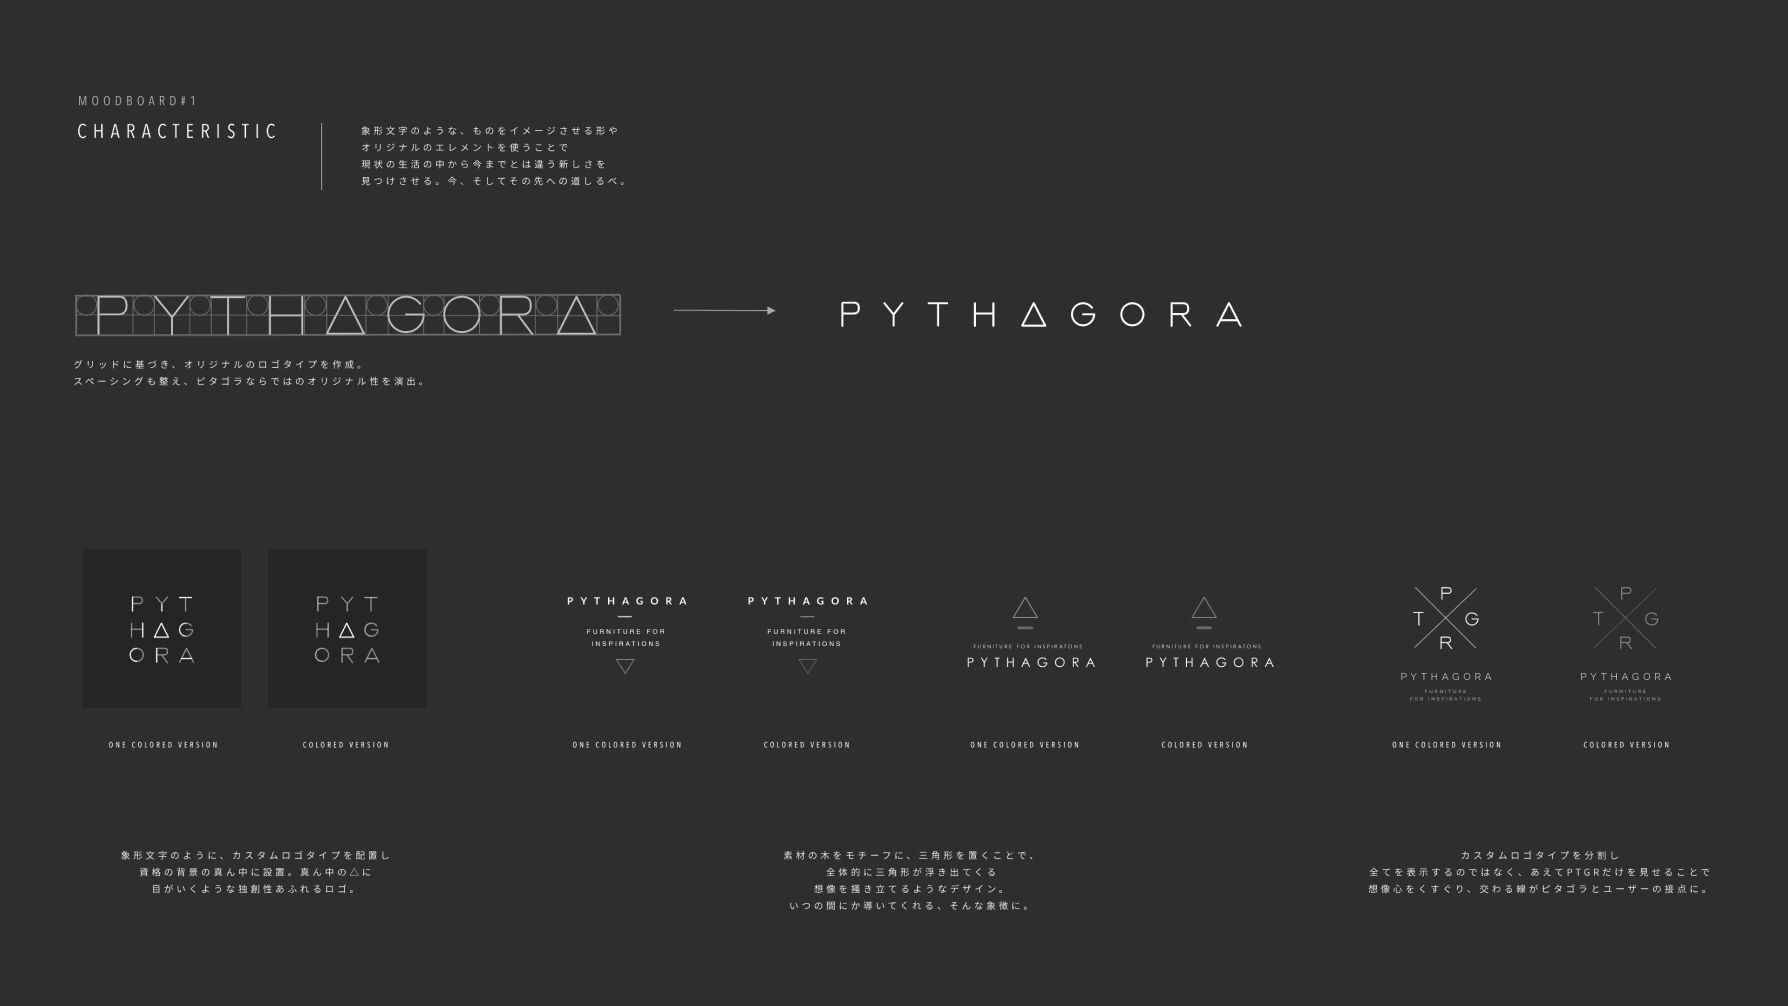 MOODBOARD#1
CHARACTERISTIC
象形文字のような、ものをイメージさせる形や
オリジナルのエレメントを使うことで
現状の生活の中から今までとは違う新しさを
見つけさせる。今、そしてその先への道しるべ。
PYTHAGORA
PYTHAGORA
グリッドに基づき、オリジナルのロゴタイプを作成。
スペーシングも整え、ピタゴラならではのオリジナル性を演出。
PYT
HAG
ORA
ONE COLORED VERSION
PYT
HAG
ORA
COLORED VERSION
PYTHAGORA
FURNITURE FOR
INSPIRATIONS
ONE COLORED VERSION
PYTHAGORA
FURNITURE FOR
INSPIRATIONS
COLORED VERSION
FURNITURE FOR INSPIRATONS
PYTHAGORA
ONE COLORED VERSION
FURNITURE FOR INSPIRATONS
PYTHAGORA
COLORED VERSION
P
T G
R
PYTHAGORA
FURNITURE
FOR INSPIRATIONS
ONE COLORED VERSION
P
T G
R
PYTHAGORA
FURNITURE
FOR INSPIRATIONS
COLORED VERSION
象形文字のように、カスタムロゴタイプを配置し
資格の背景の真ん中に設置。真ん中の△に
目がいくような独創性あふれるロゴ。
素材の木をモチーフに、三角形を置くことで、
全体的に三角形が浮き出てくる
想像を掻き立てるようなデザイン。
いつの間にか導いてくれる、そんな象徴に。
カスタムロゴタイプを分割し
全てを表示するのではなく、あえてPTGRだけを見せることで
想像心をくすぐり、交わる線がピタゴラとユーザーの接点に。